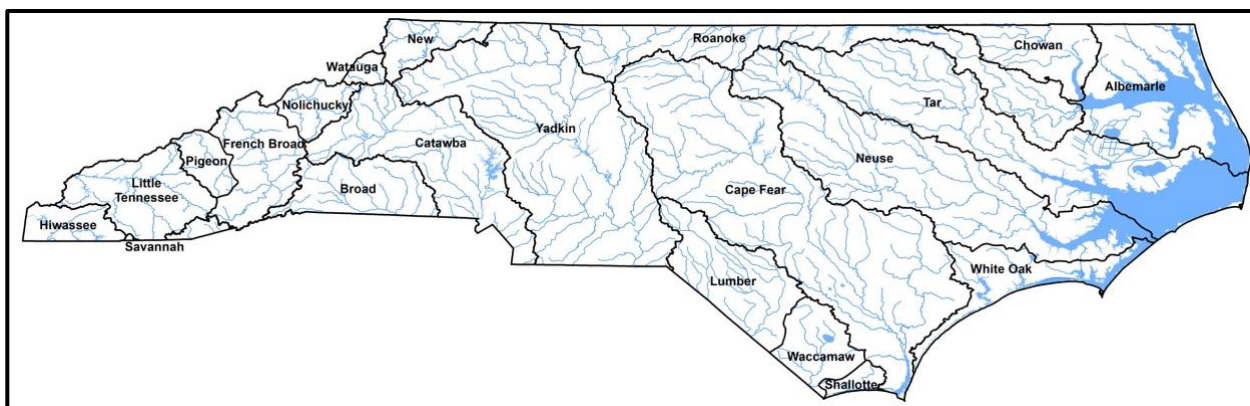 New
Roanoke
Chowan
Watauga
Albemarle
Nolichucky
Tar
Yadkin
French Broad
Catawba
Neuse
Pigeon
Little
Tennessee
Broad
Cape Fear
Hiwassee
Savannah
White Oak
Lumber
Waccamaw
Shallotte